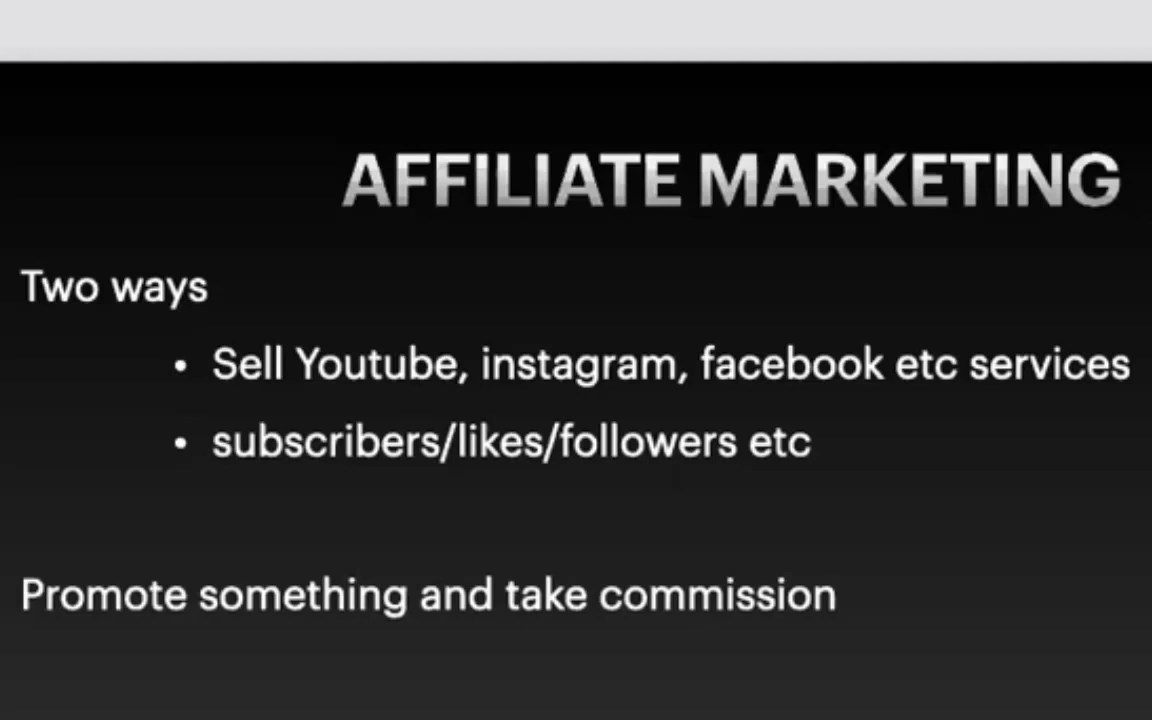 AFFILIATE MARKETING
Two ways
• Sell Youtube, instagram, facebook etc services
• subscribers/likes/followers etc
Promote something and take commission